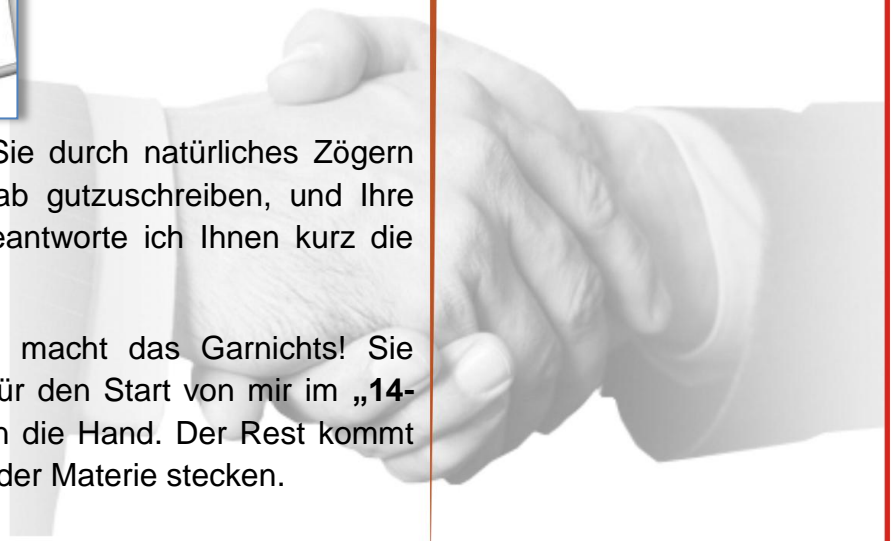 Sie durch natürliches Zögern
ab gutzuschreiben, und Ihre
eantworte ich Ihnen kurz die
macht das Garnichts! Sie
ür den Start von mir im „14-
n die Hand. Der Rest kommt
der Materie stecken.